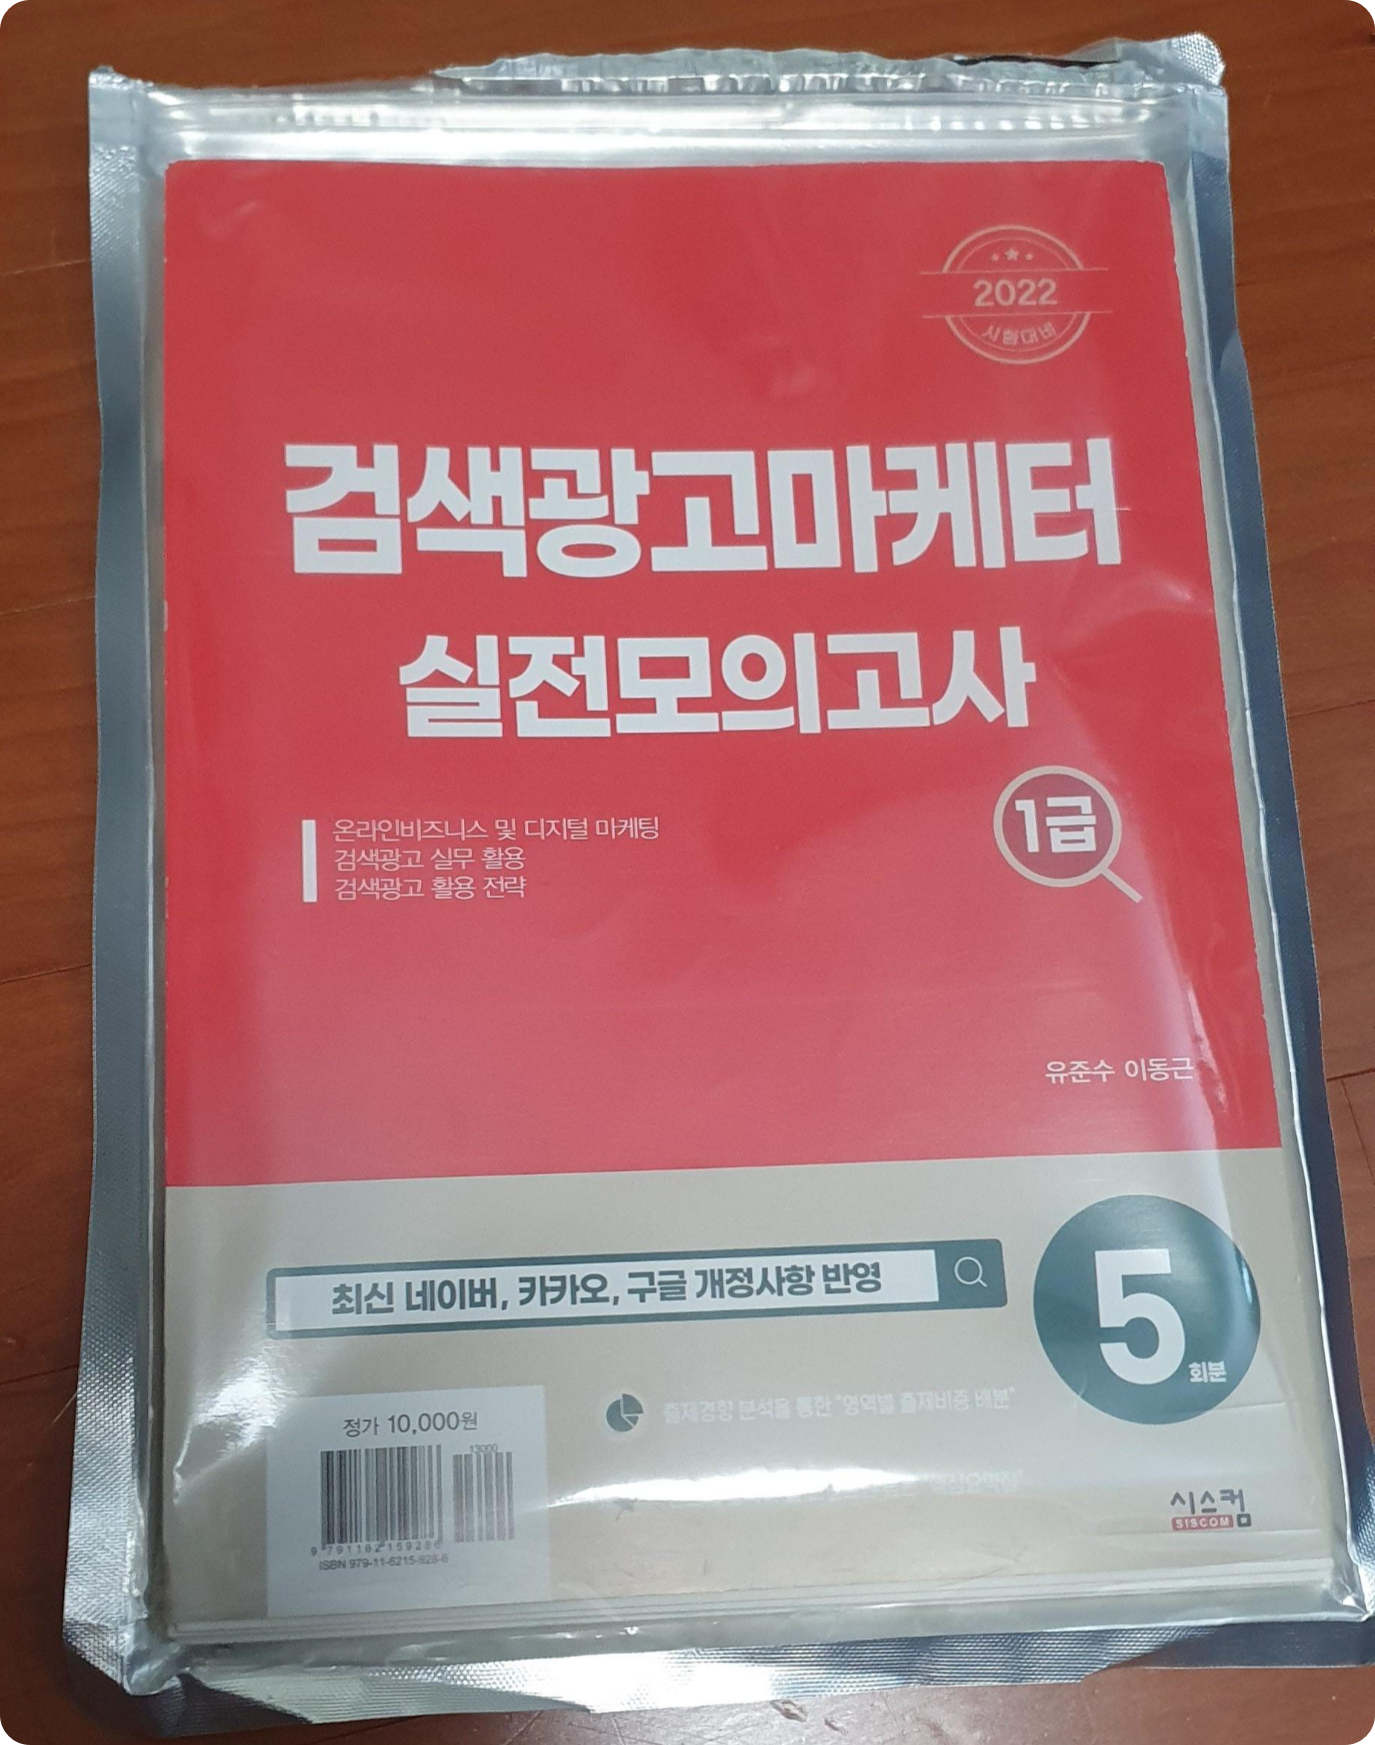 2022
시험대비
검색광고마케터
실전모의고사
1급
온라인비즈니스 및 디지털 마케팅
검색광고 실무 활용
검색광고 활용 전략
유준수 이동근
최신 네이버, 카카오, 구글 개정사항 반영
5
회분
출제경향 분석을 통한 "영역별 출제비중 배분"
정가 10,000원
13000
9 791162 159286
ISBN 979-11-6215-928-6
시스컴
SISCOM